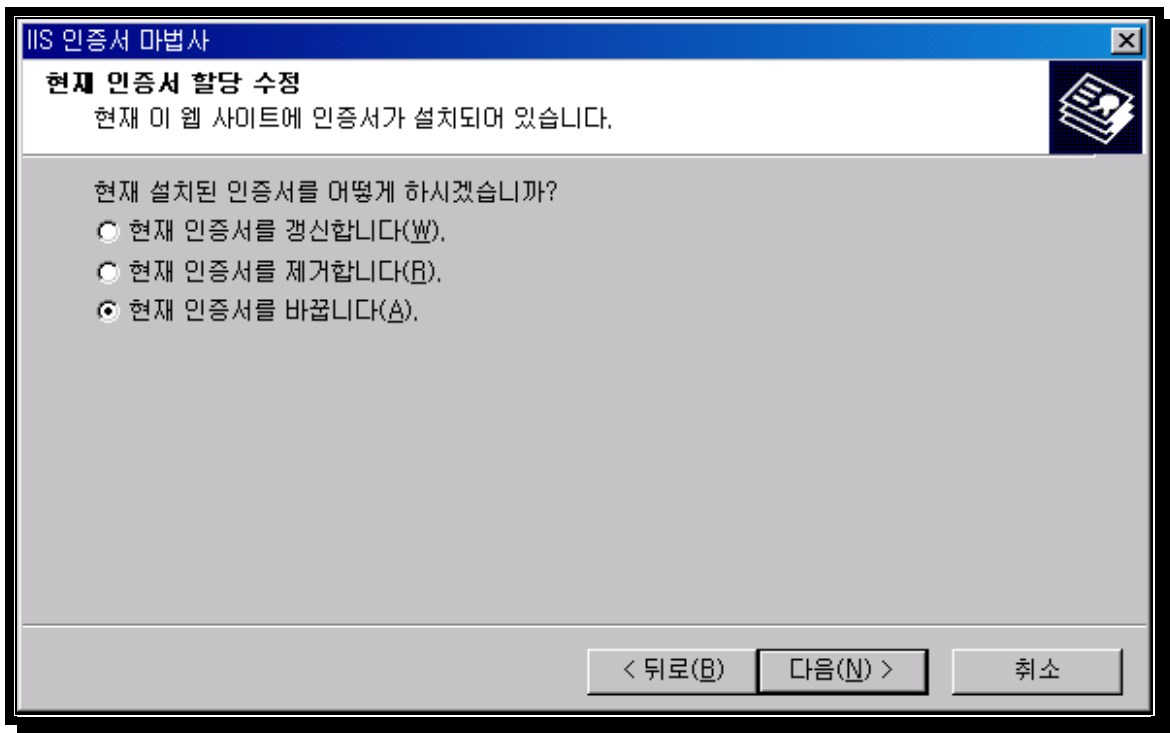 IIS 인증서 마법사
현재 인증서 할당 수정
현재 이 웹 사이트에 인증서가 설치되어 있습니다.
현재 설치된 인증서를 어떻게 하시겠습니까?
현재 인증서를 갱신합니다(W).
현재 인증서를 제거합니다(R).
현재 인증서를 바꿉니다(A).
< 뒤로(B) 다음(N) > 취소